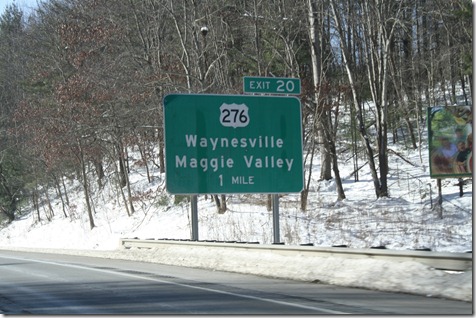 EXIT 20
276
Waynesville
Maggie Valley
1 MILE